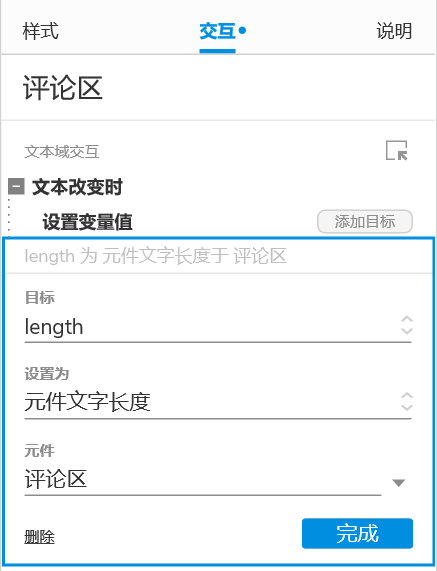 样式 交互 说明
评论区
文本域交互
文本改变时
设置变量值 添加目标
length 为 元件文字长度于 评论区
目标
length
设置为
元件文字长度
元件
评论区
删除 完成